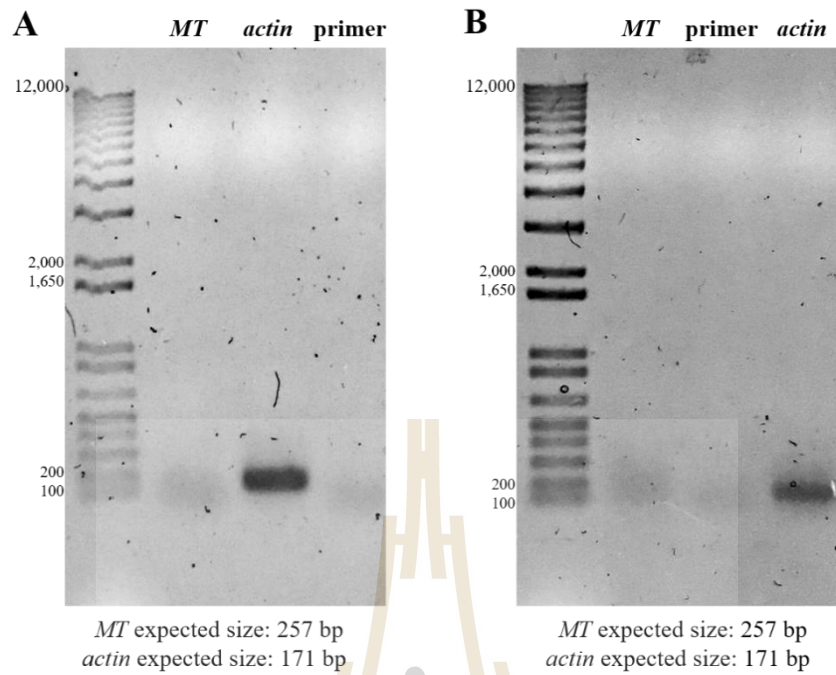 A
MT actin primer
12,000
2,000
1,650
200
100
MT expected size: 257 bp
actin expected size: 171 bp
B
MT primer actin
12,000
2,000
1,650
200
100
MT expected size: 257 bp
actin expected size: 171 bp